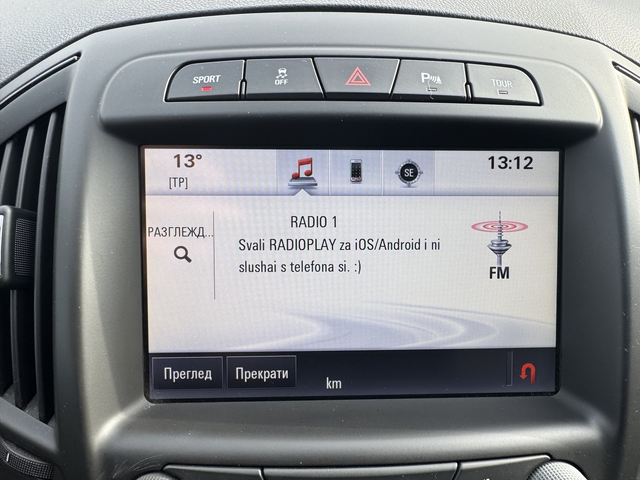 SPORT
OFF
P
TOUR
13°
SE
13:12
[TP]
РАЗГЛЕЖД...
RADIO 1
Svali RADIOPLAY za iOS/Android i ni
slushai s telefona si. :)
FM
Преглед
Прекрати
km